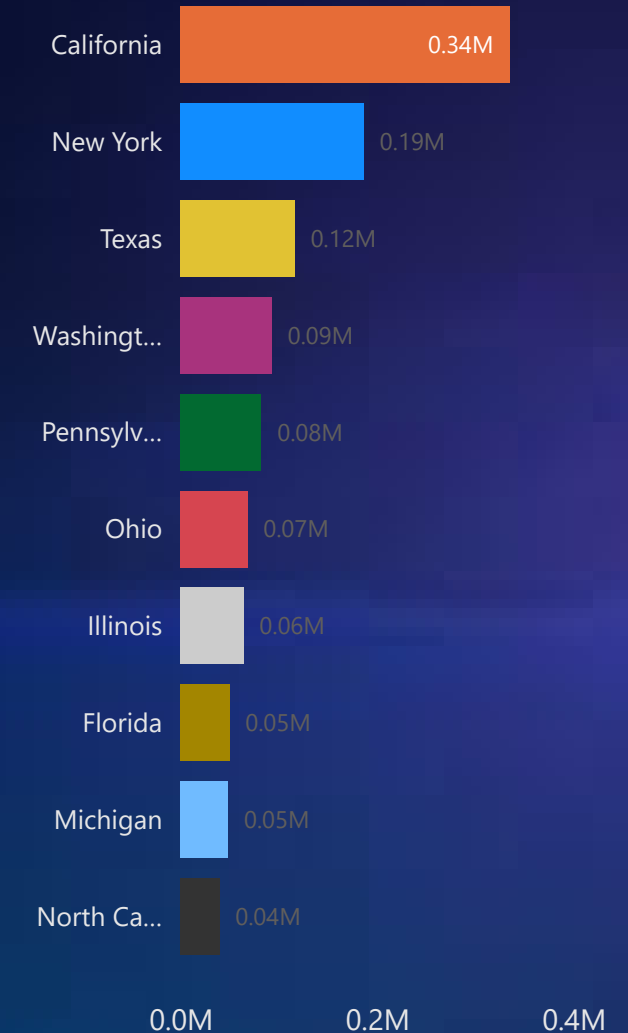 California 0.34M
New York 0.19M
Texas 0.12M
Washingt... 0.09M
Pennsylv... 0.08M
Ohio 0.07M
Illinois 0.06M
Florida 0.05M
Michigan 0.05M
North Ca... 0.04M
0.0M 0.2M 0.4M